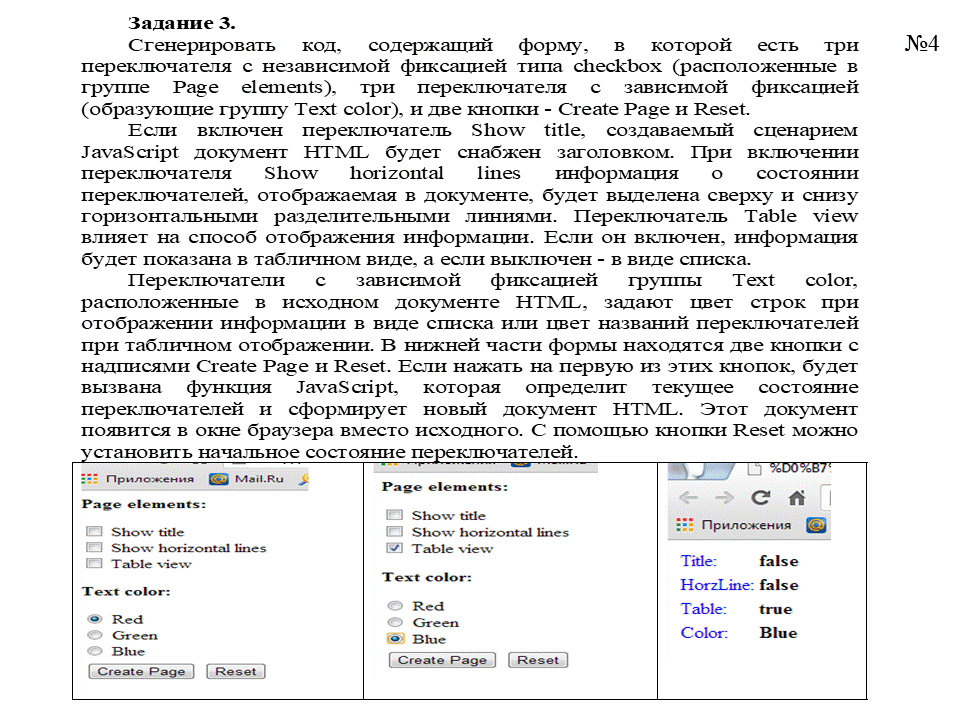 Задание 3.
№4
Сгенерировать код, содержащий форму, в которой есть три
переключателя с независимой фиксацией типа checkbox (расположенные в
группе Page elements), три переключателя с зависимой фиксацией
(образующие группу Text color), и две кнопки - Create Page и Reset.
Если включен переключатель Show title, создаваемый сценарием
JavaScript документ HTML будет снабжен заголовком. При включении
переключателя Show horizontal lines информация о состоянии
переключателей, отображаемая в документе, будет выделена сверху и снизу
горизонтальными разделительными линиями. Переключатель Table view
влияет на способ отображения информации. Если он включен, информация
будет показана в табличном виде, а если выключен - в виде списка.
Переключатели с зависимой фиксацией группы Text color,
расположенные в исходном документе HTML, задают цвет строк при
отображении информации в виде списка или цвет названий переключателей
при табличном отображении. В нижней части формы находятся две кнопки с
надписями Create Page и Reset. Если нажать на первую из этих кнопок, будет
вызвана функция JavaScript, которая определит текущее состояние
переключателей и сформирует новый документ HTML. Этот документ
появится в окне браузера вместо исходного. С помощью кнопки Reset можно
установить начальное состояние переключателей.
Приложения Mail.Ru
Page elements:
Show title
Show horizontal lines
Table view
Text color:
Red
Green
Blue
Create Page Reset
Page elements:
Show title
Show horizontal lines
Table view
Text color:
Red
Green
Blue
Create Page Reset
%D0%B7%
Приложения
Title: false
HorzLine: false
Table: true
Color: Blue